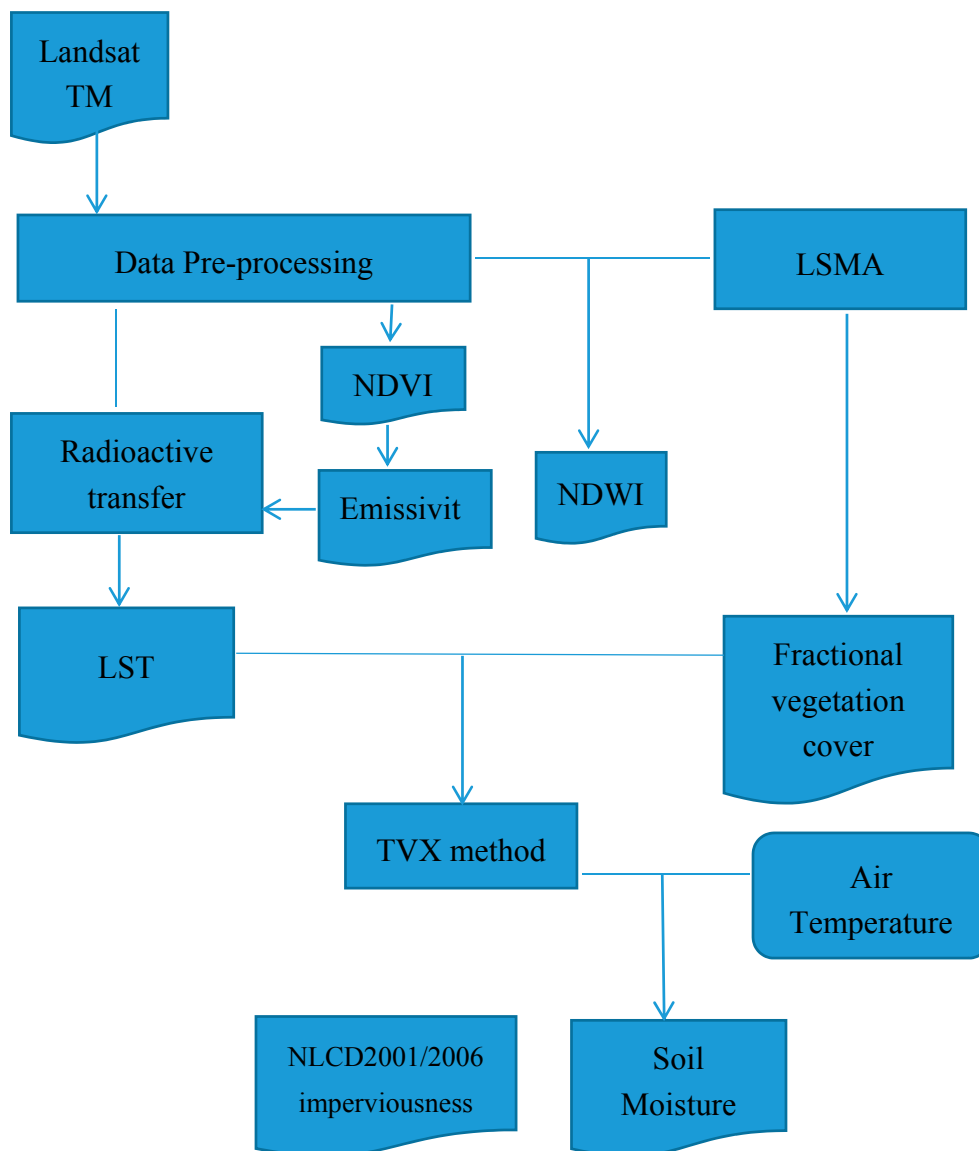 Landsat
TM
Data Pre-processing
LSMA
NDVI
Radioactive
transfer
Emissivit
NDWI
LST
Fractional
vegetation
cover
TVX method
Air
Temperature
NLCD2001/2006
imperviousness
Soil
Moisture